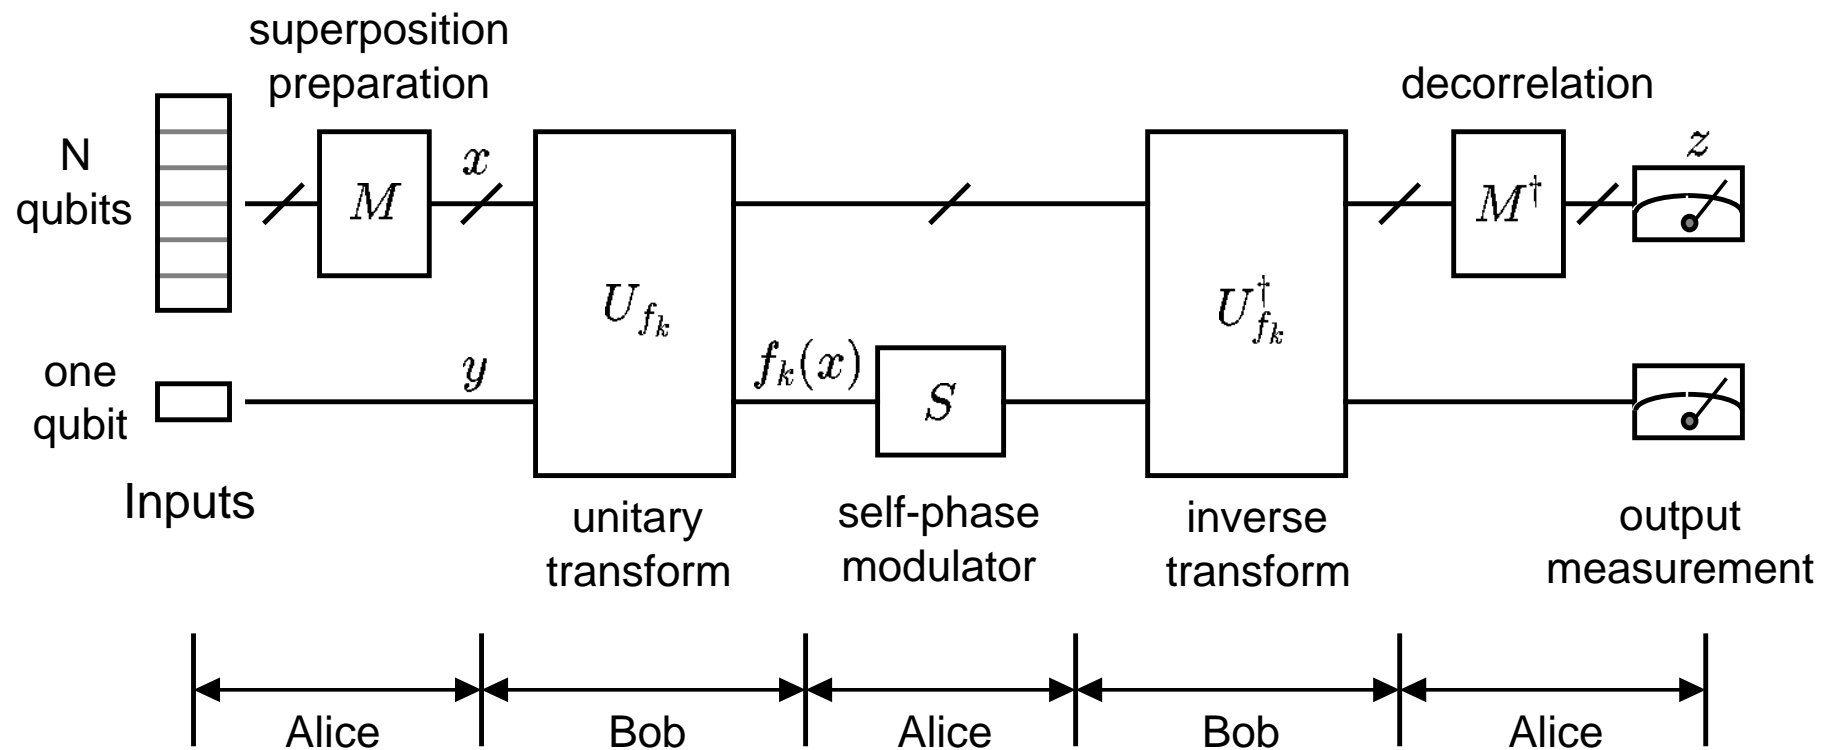 superposition
preparation
decorrelation
N
qubits
M
x
U_{f_k}
U_{f_k}^†
M^†
z
one
qubit
y
f_k(x)
S
Inputs
unitary
transform
self-phase
modulator
inverse
transform
output
measurement
Alice
Bob
Alice
Bob
Alice